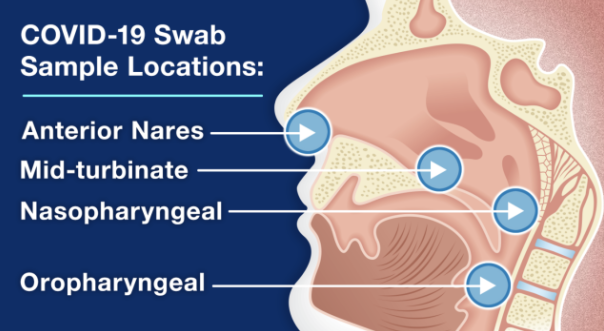 COVID-19 Swab
Sample Locations:
Anterior Nares
Mid-turbinate
Nasopharyngeal
Oropharyngeal